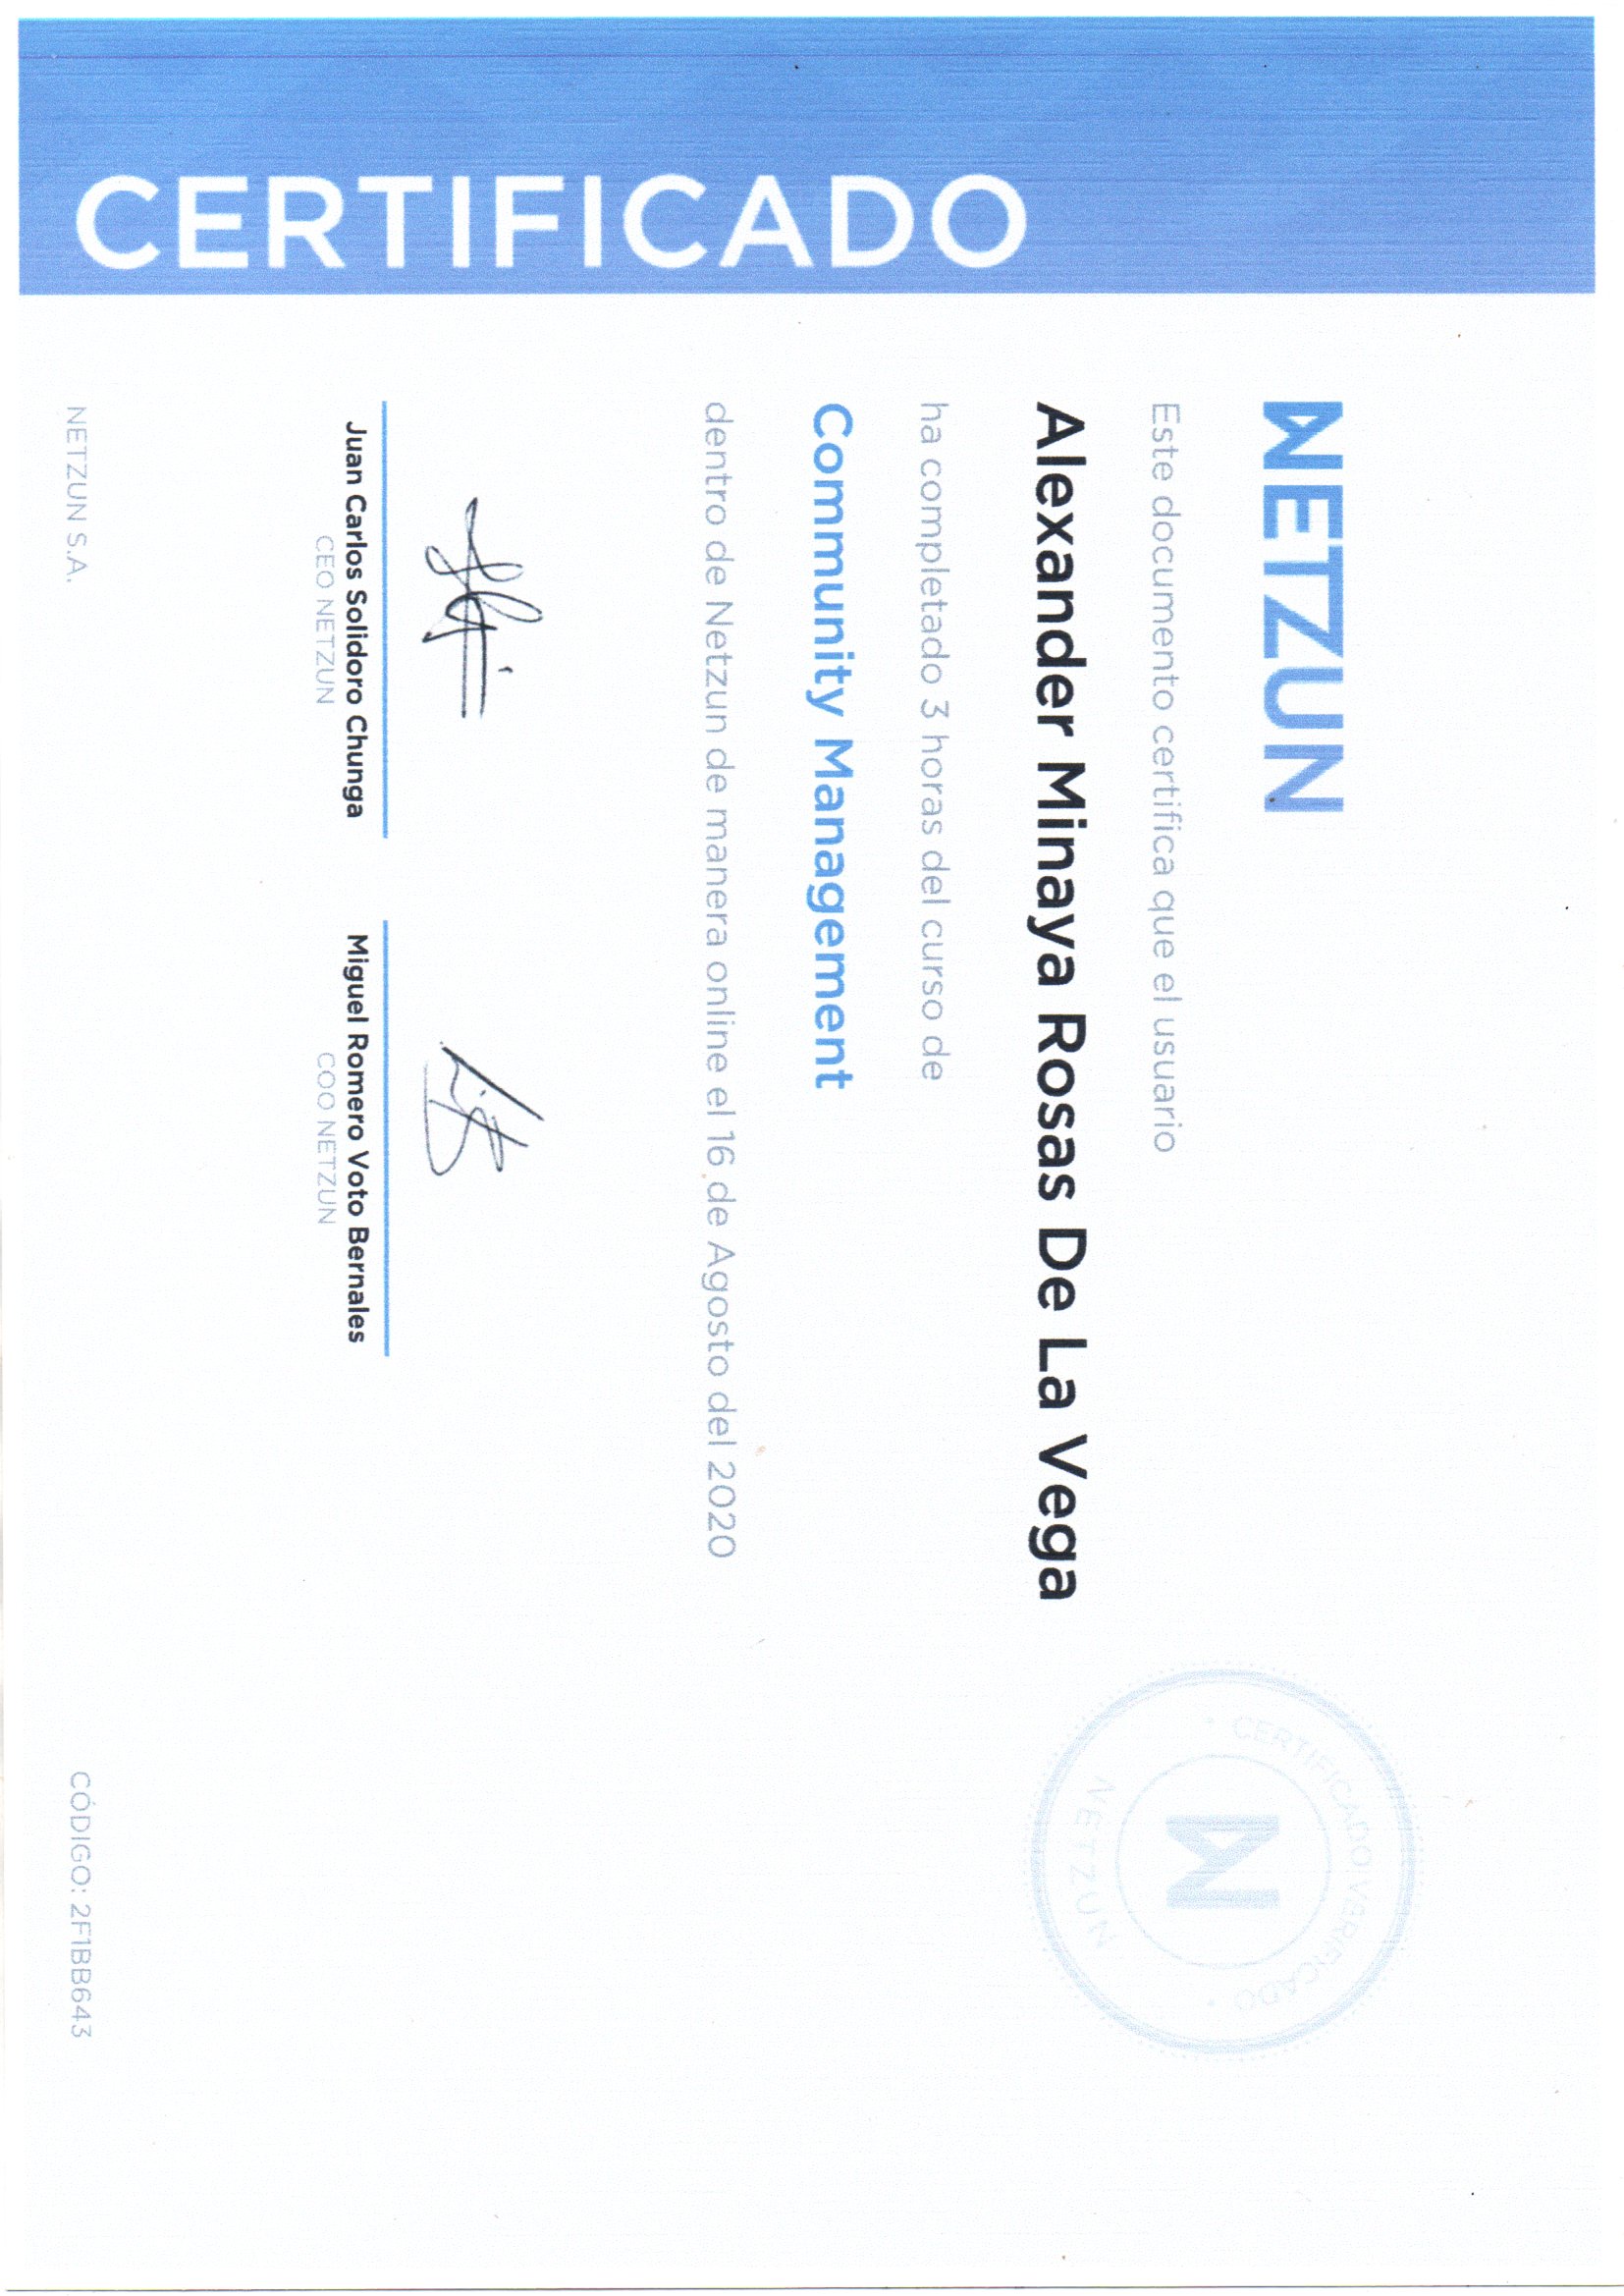 CERTIFICADO
NETZUN
CERTIFICADO VERIFICADO
NETZUN
Este documento certifica que el usuario
Alexander Minaya Rosas De La Vega
ha completado 3 horas del curso de
Community Management
dentro de Netzun de manera online el 16 de Agosto del 2020
Juan Carlos Solidoro Chunga
CEO NETZUN
Miguel Romero Voto Bernales
COO NETZUN
NETZUN S.A.
CÓDIGO: 2F1BB643